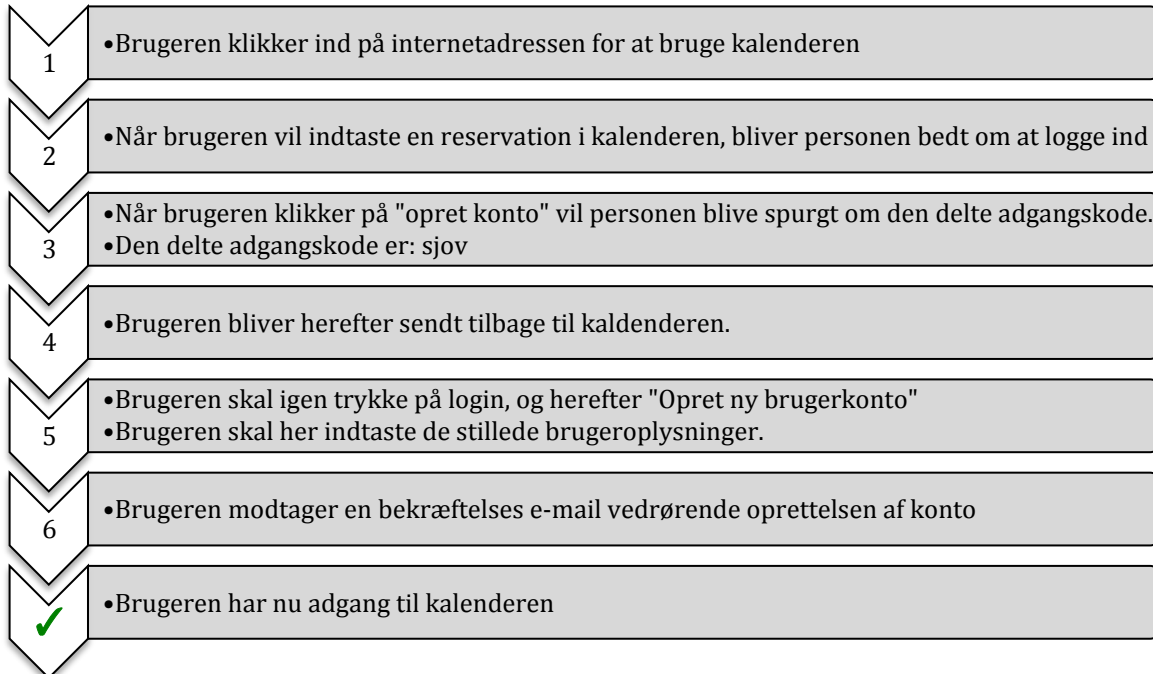 1
•Brugeren klikker ind på internetadressen for at bruge kalenderen
2
•Når brugeren vil indtaste en reservation i kalenderen, bliver personen bedt om at logge ind
3
•Når brugeren klikker på "opret konto" vil personen blive spurgt om den delte adgangskode.
•Den delte adgangskode er: sjov
4
•Brugeren bliver herefter sendt tilbage til kaldenderen.
5
•Brugeren skal igen trykke på login, og herefter "Opret ny brugerkonto"
•Brugeren skal her indtaste de stillede brugeroplysninger.
6
•Brugeren modtager en bekræftelses e-mail vedrørende oprettelsen af konto
✓
•Brugeren har nu adgang til kalenderen